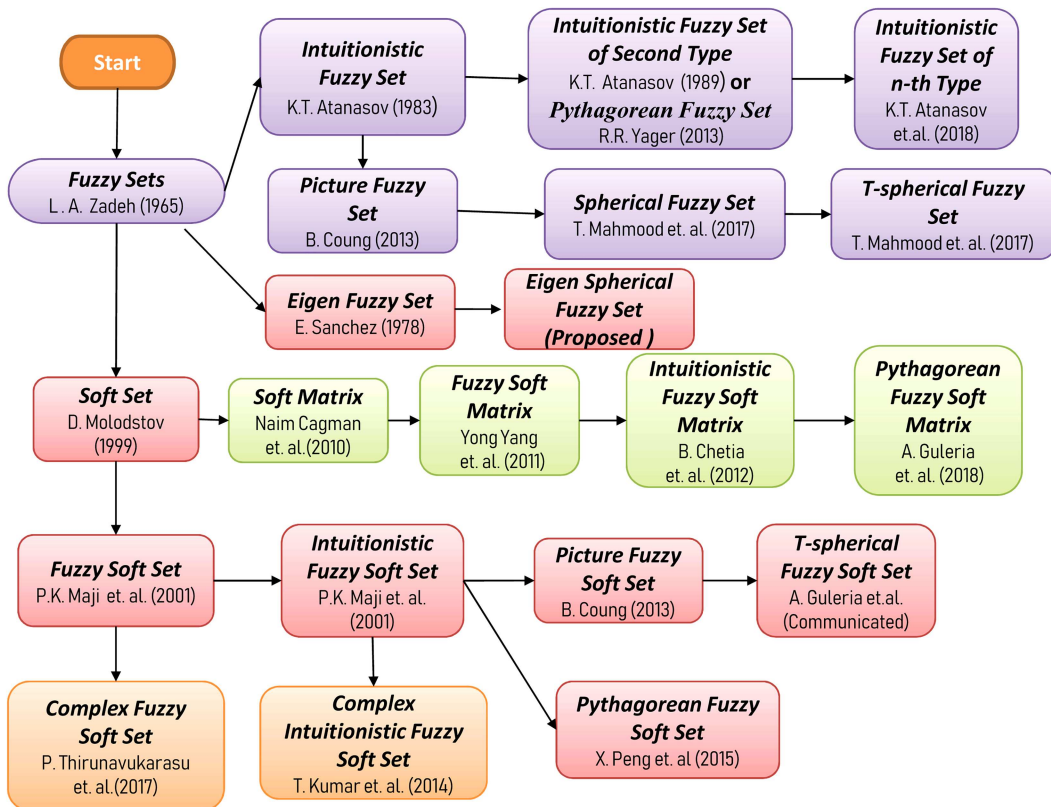 Start
Intuitionistic
Fuzzy Set
K.T. Atanasov (1983)
Intuitionistic Fuzzy Set
of Second Type
K.T. Atanasov (1989) or
Pythagorean Fuzzy Set
R.R. Yager (2013)
Intuitionistic
Fuzzy Set of
n-th Type
K.T. Atanasov
et.al. (2018)
Fuzzy Sets
L. A. Zadeh (1965)
Picture Fuzzy
Set
B. Coung (2013)
Spherical Fuzzy Set
T. Mahmood et. al. (2017)
T-spherical Fuzzy
Set
T. Mahmood et. al. (2017)
Eigen Fuzzy Set
E. Sanchez (1978)
Eigen Spherical
Fuzzy Set
(Proposed )
Soft Set
D. Molodstov
(1999)
Soft Matrix
Naim Cagman
et. al.(2010)
Fuzzy Soft
Matrix
Yong Yang
et. al. (2011)
Intuitionistic
Fuzzy Soft
Matrix
B. Chetia
et. al. (2012)
Pythagorean
Fuzzy Soft
Matrix
A. Guleria
et. al. (2018)
Fuzzy Soft Set
P.K. Maji et. al. (2001)
Intuitionistic
Fuzzy Soft Set
P.K. Maji et. al.
(2001)
Picture Fuzzy
Soft Set
B. Coung (2013)
T-spherical
Fuzzy Soft Set
A. Guleria et.al.
(Communicated)
Complex Fuzzy
Soft Set
P. Thirunavukarasu
et. al.(2017)
Complex
Intuitionistic Fuzzy
Soft Set
T. Kumar et. al. (2014)
Pythagorean Fuzzy
Soft Set
X. Peng et. al (2015)